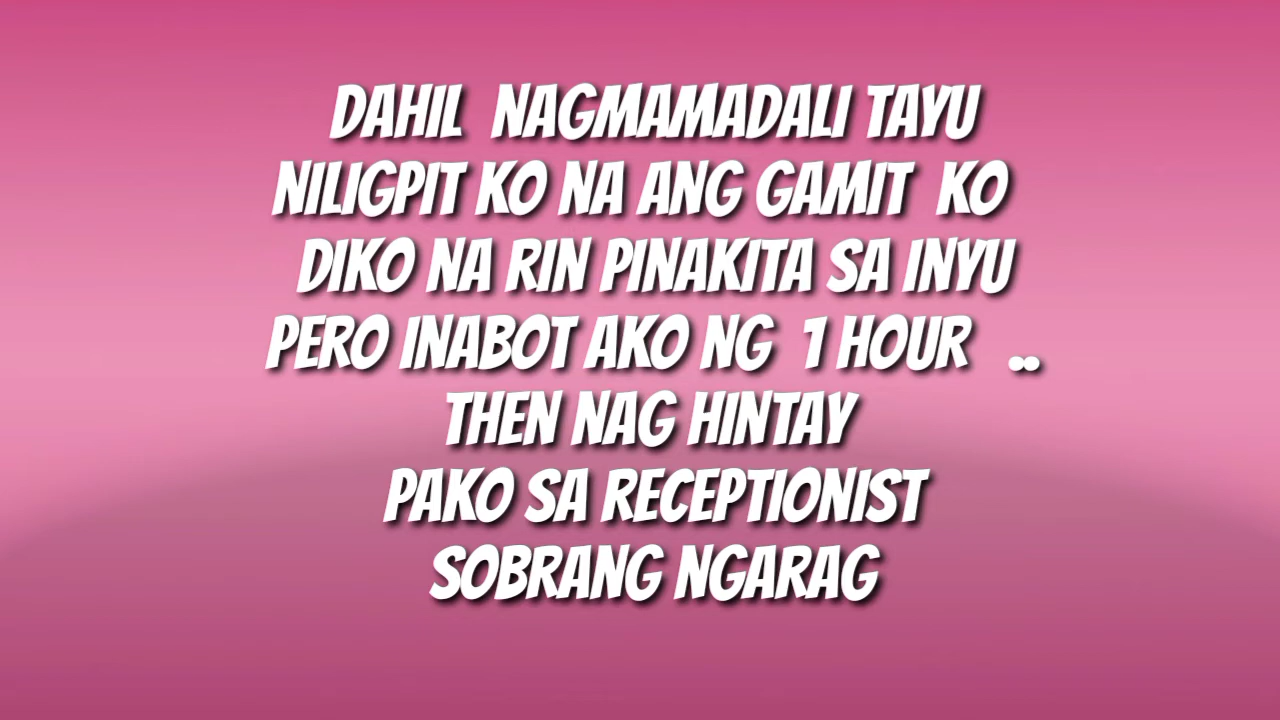 DAHIL NAGMAMADALI TAYU
NILIGPIT KO NA ANG GAMIT KO
DIKO NA RIN PINAKITA SA INYU
PERO INABOT AKO NG 1 HOUR ..
THEN NAG HINTAY
PAKO SA RECEPTIONIST
SOBRANG NGARAG